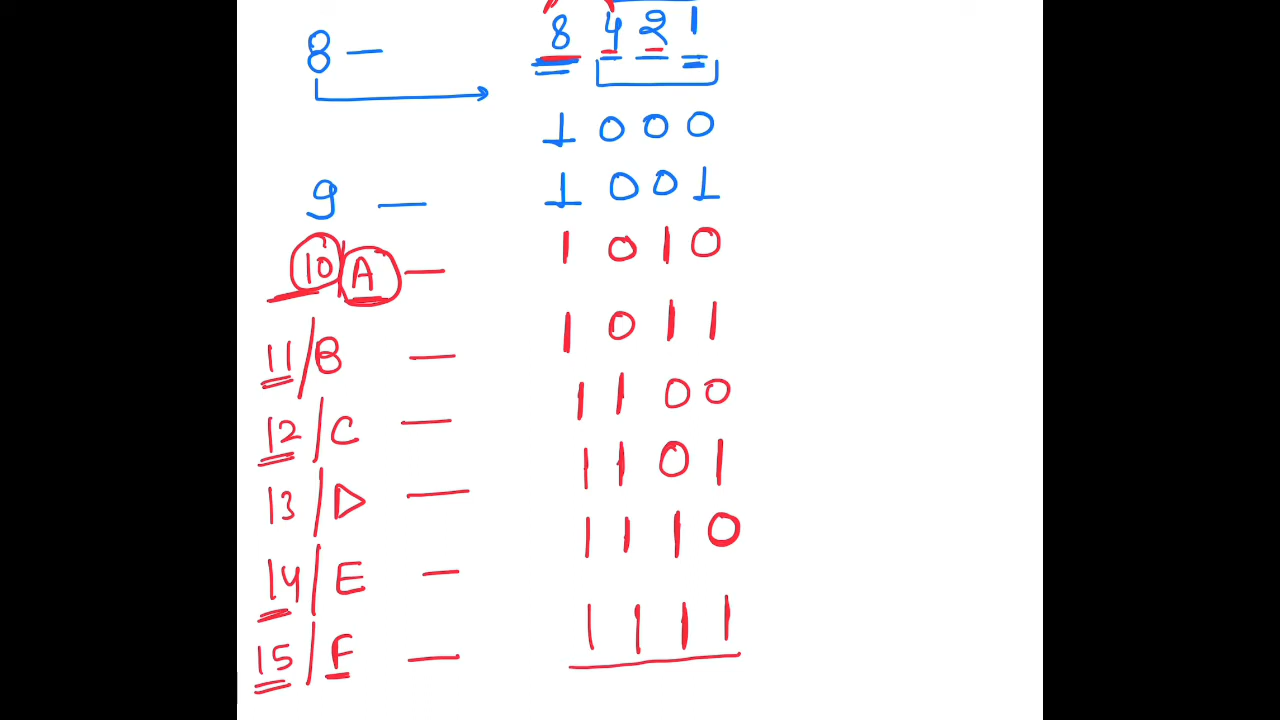 8 — 8 4 2 1
1 0 0 0
9 — 1 0 0 1
10/A — 1 0 1 0
11/B — 1 0 1 1
12/C — 1 1 0 0
13/D — 1 1 0 1
14/E — 1 1 1 0
15/F — 1 1 1 1